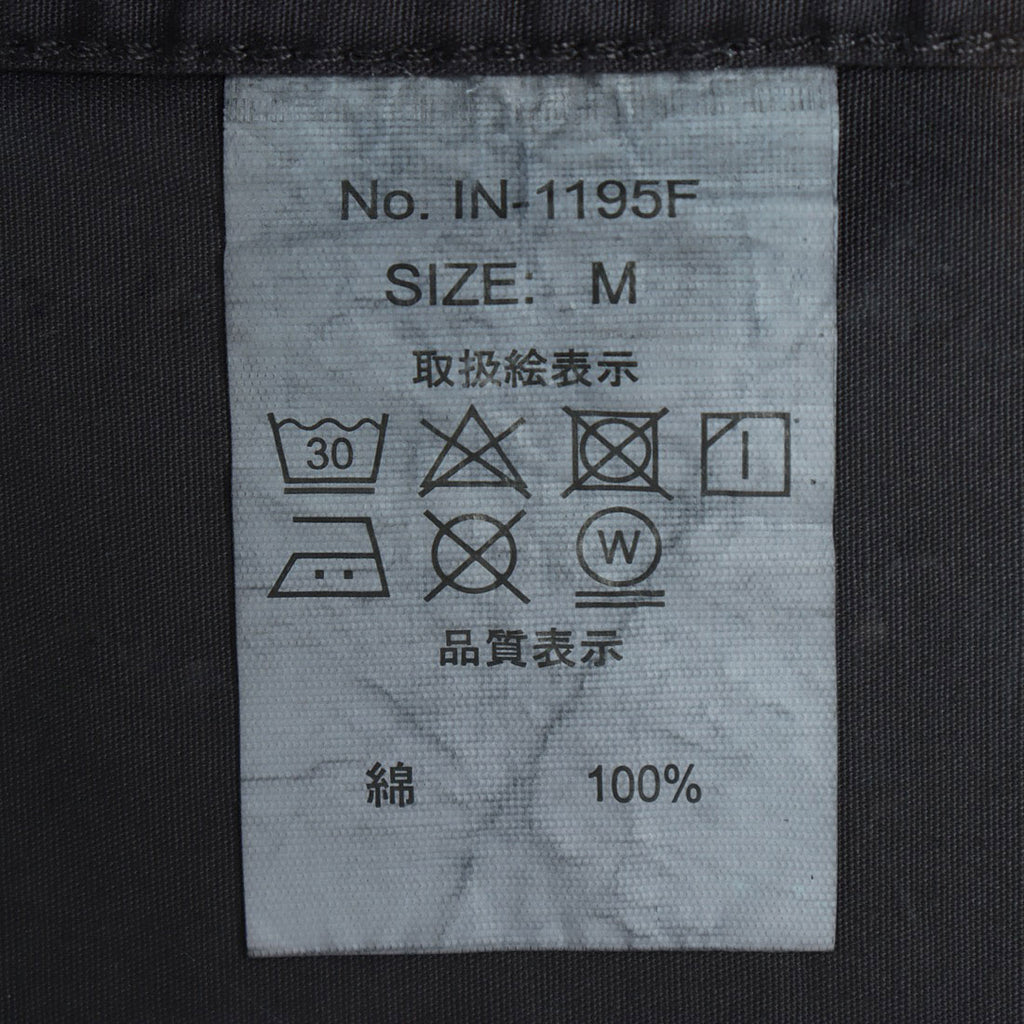 No. IN-1195F
SIZE: M
取扱絵表示
30
W
品質表示
綿 100%